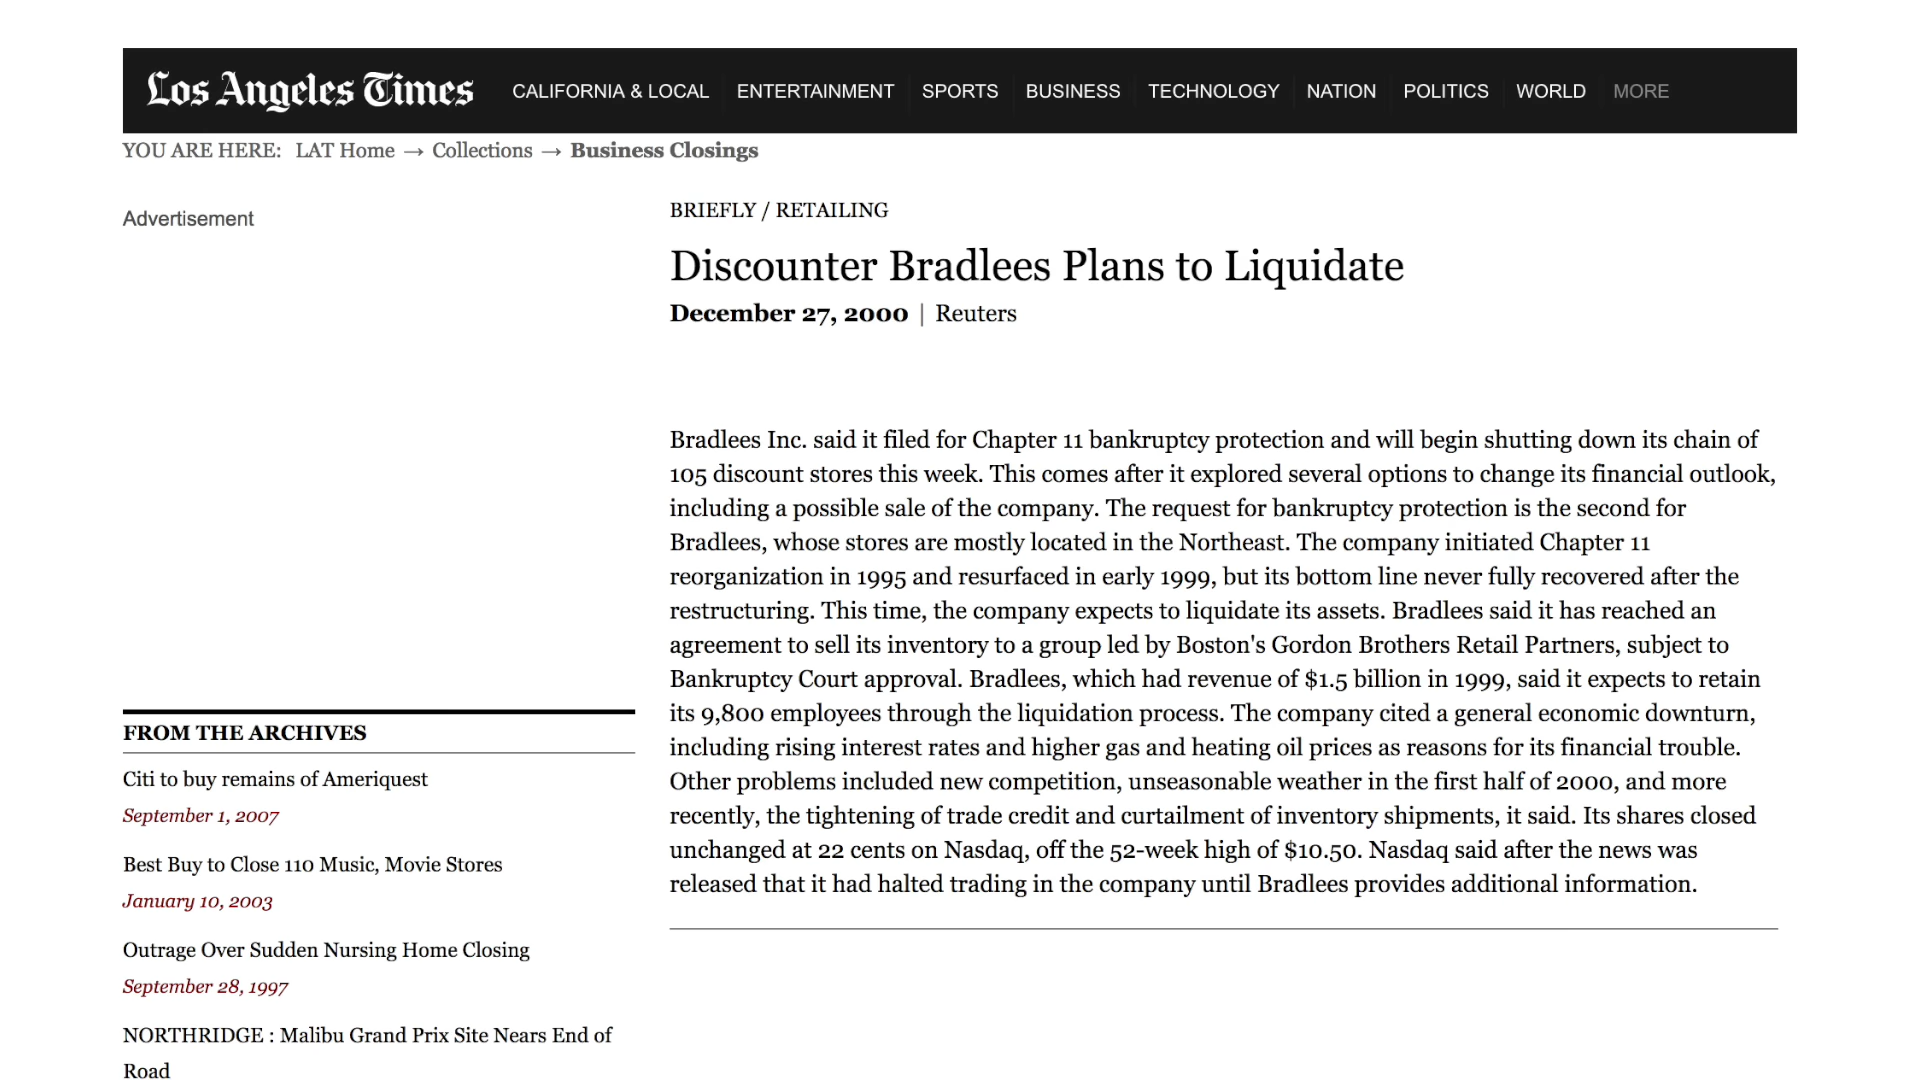 Los Angeles Times CALIFORNIA & LOCAL ENTERTAINMENT SPORTS BUSINESS TECHNOLOGY NATION POLITICS WORLD MORE
YOU ARE HERE: LAT Home → Collections → Business Closings
Advertisement
BRIEFLY / RETAILING
Discounter Bradlees Plans to Liquidate
December 27, 2000 | Reuters
Bradlees Inc. said it filed for Chapter 11 bankruptcy protection and will begin shutting down its chain of
105 discount stores this week. This comes after it explored several options to change its financial outlook,
including a possible sale of the company. The request for bankruptcy protection is the second for
Bradlees, whose stores are mostly located in the Northeast. The company initiated Chapter 11
reorganization in 1995 and resurfaced in early 1999, but its bottom line never fully recovered after the
restructuring. This time, the company expects to liquidate its assets. Bradlees said it has reached an
agreement to sell its inventory to a group led by Boston's Gordon Brothers Retail Partners, subject to
Bankruptcy Court approval. Bradlees, which had revenue of $1.5 billion in 1999, said it expects to retain
its 9,800 employees through the liquidation process. The company cited a general economic downturn,
including rising interest rates and higher gas and heating oil prices as reasons for its financial trouble.
Other problems included new competition, unseasonable weather in the first half of 2000, and more
recently, the tightening of trade credit and curtailment of inventory shipments, it said. Its shares closed
unchanged at 22 cents on Nasdaq, off the 52-week high of $10.50. Nasdaq said after the news was
released that it had halted trading in the company until Bradlees provides additional information.
FROM THE ARCHIVES
Citi to buy remains of Ameriquest
September 1, 2007
Best Buy to Close 110 Music, Movie Stores
January 10, 2003
Outrage Over Sudden Nursing Home Closing
September 28, 1997
NORTHRIDGE : Malibu Grand Prix Site Nears End of
Road